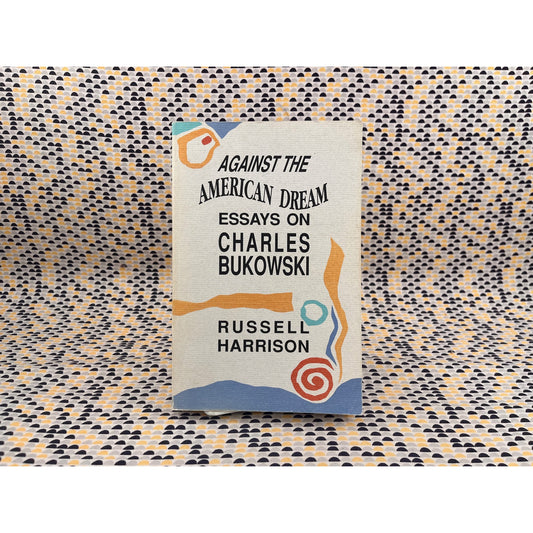 AGAINST THE
AMERICAN DREAM
ESSAYS ON
CHARLES
BUKOWSKI
RUSSELL
HARRISON